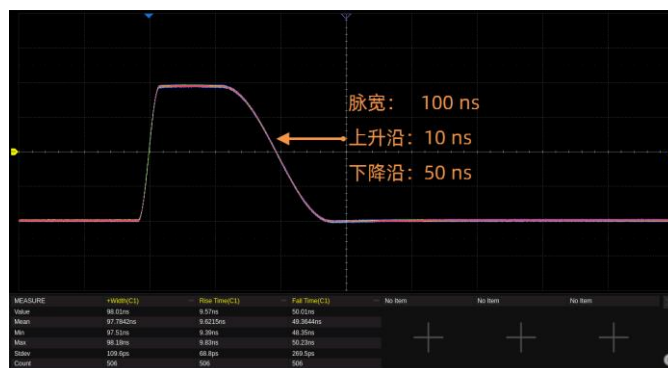 脉宽： 100 ns
上升沿：10 ns
下降沿：50 ns
MEASURE +Width(C1) Rise Time(C1) Fall Time(C1) No Item No Item No Item
Value 98.01ns 9.57ns 50.01ns
Mean 97.7842ns 9.6215ns 49.3644ns
Min 97.51ns 9.39ns 48.35ns
Max 98.18ns 9.83ns 50.23ns
Stdev 109.6ps 68.8ps 269.5ps
Count 506 506 506